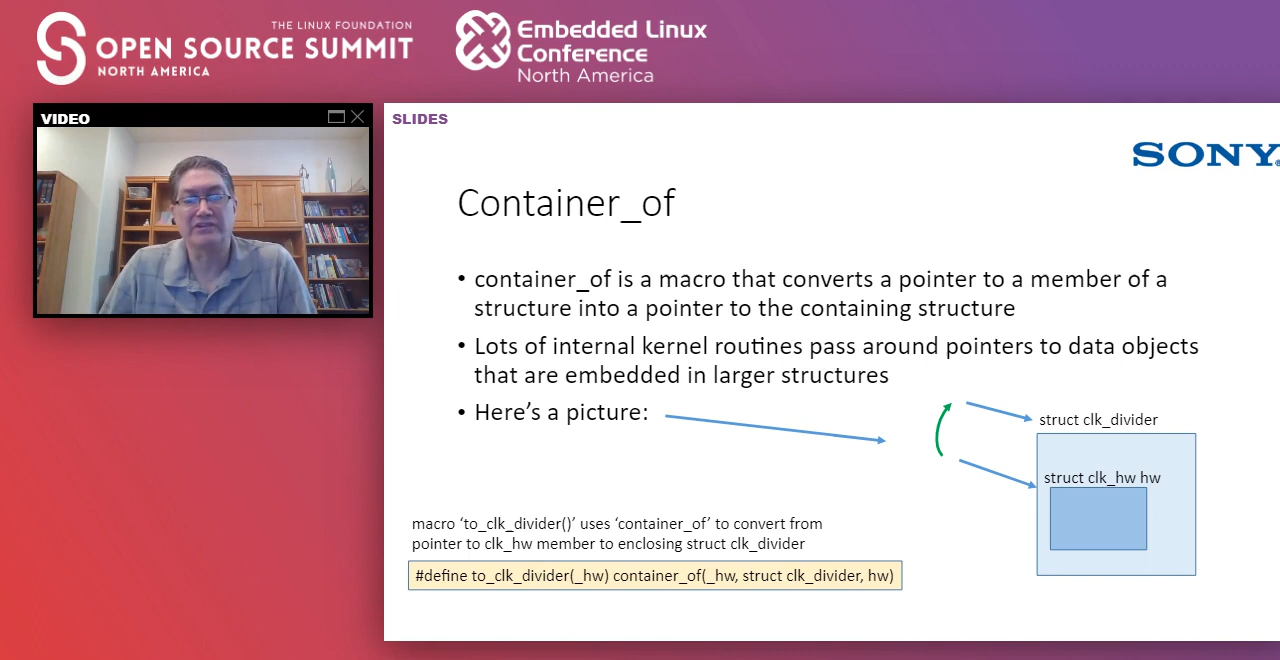 THE LINUX FOUNDATION
OPEN SOURCE SUMMIT
NORTH AMERICA
Embedded Linux
Conference
North America
VIDEO
SLIDES
SONY
Container_of
• container_of is a macro that converts a pointer to a member of a
structure into a pointer to the containing structure
• Lots of internal kernel routines pass around pointers to data objects
that are embedded in larger structures
• Here’s a picture:
struct clk_divider
struct clk_hw hw
macro ‘to_clk_divider()’ uses ‘container_of’ to convert from
pointer to clk_hw member to enclosing struct clk_divider
#define to_clk_divider(_hw) container_of(_hw, struct clk_divider, hw)